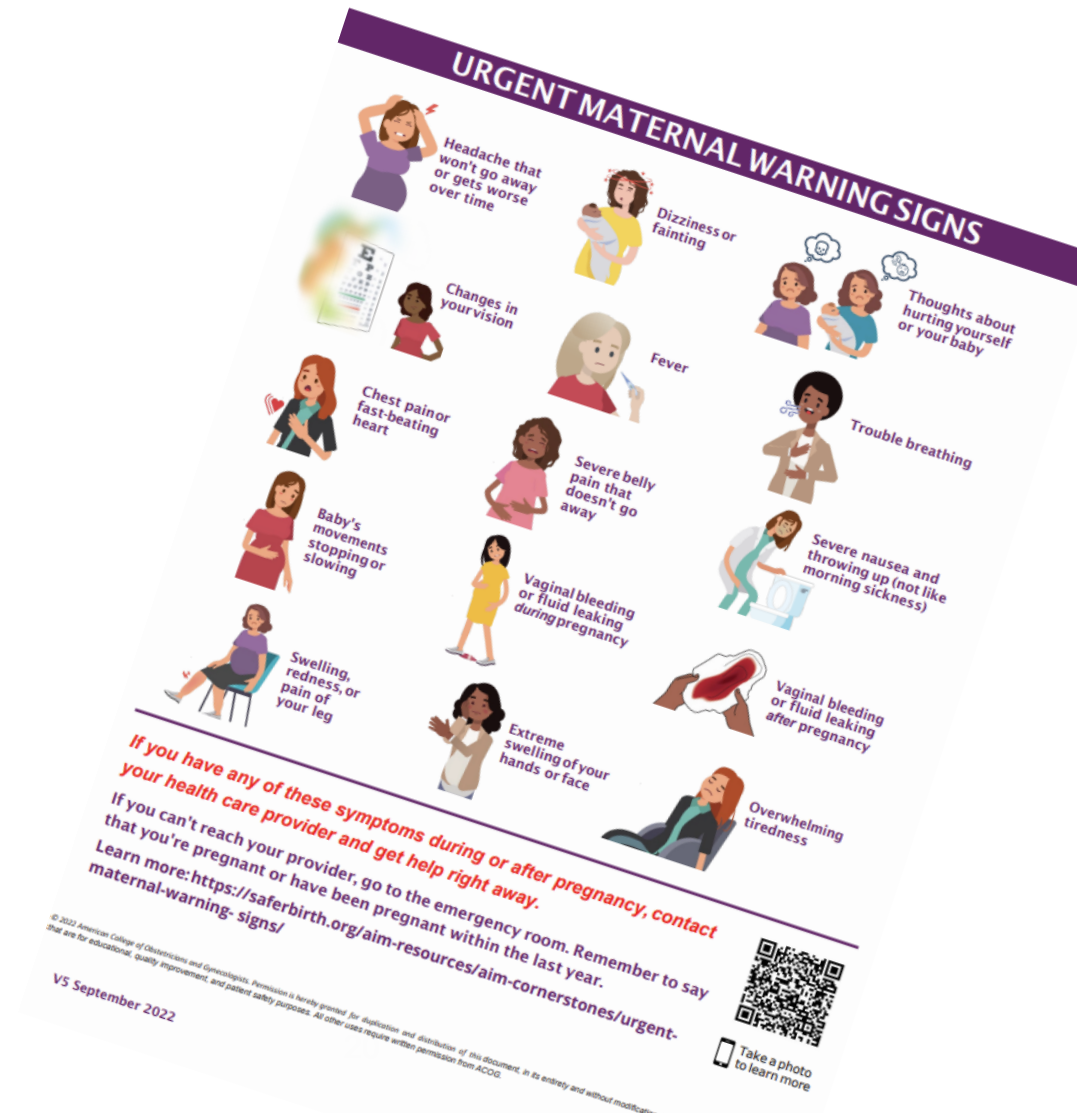 URGENT MATERNAL WARNING SIGNS
Headache that
won't go away
or gets worse
over time
Dizziness or
fainting
Thoughts about
hurting yourself
or your baby
Changes in
your vision
Fever
Trouble breathing
Chest pain or
fast-beating
heart
Severe belly
pain that
doesn't go
away
Severe nausea and
throwing up (not like
morning sickness)
Baby's
movements
stopping or
slowing
Vaginal bleeding
or fluid leaking
during pregnancy
Vaginal bleeding
or fluid leaking
after pregnancy
Swelling,
redness, or
pain of
your leg
Extreme
swelling of your
hands or face
Overwhelming
tiredness
If you have any of these symptoms during or after pregnancy, contact
your health care provider and get help right away.
If you can't reach your provider, go to the emergency room. Remember to say
that you're pregnant or have been pregnant within the last year.
Learn more: https://saferbirth.org/aim-resources/aim-cornerstones/urgent-
maternal-warning- signs/
© 2022 American College of Obstetricians and Gynecologists. Permission is hereby granted for duplication and distribution of this document, in its entirety and without
that are for educational, quality improvement, and patient safety purposes. All other uses require written permission from ACOG.
V5 September 2022
Take a photo
to learn more